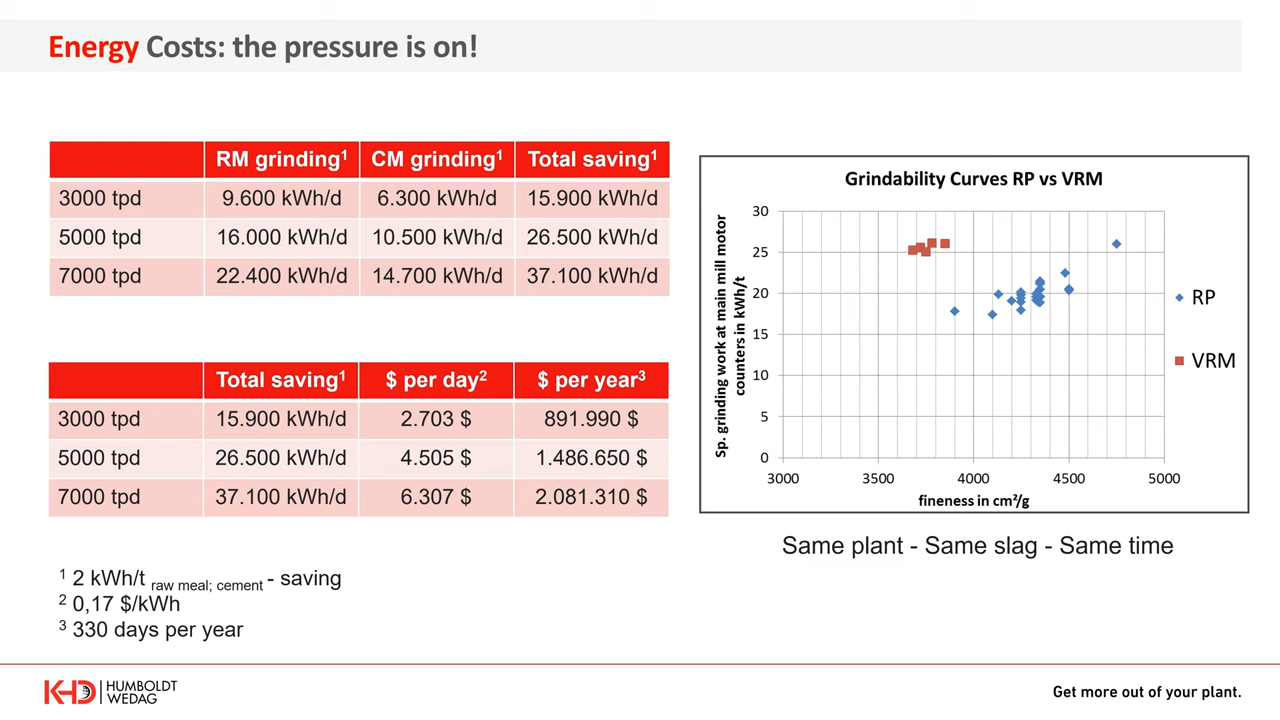 Energy Costs: the pressure is on!
RM grinding¹ CM grinding¹ Total saving¹
3000 tpd 9.600 kWh/d 6.300 kWh/d 15.900 kWh/d
5000 tpd 16.000 kWh/d 10.500 kWh/d 26.500 kWh/d
7000 tpd 22.400 kWh/d 14.700 kWh/d 37.100 kWh/d
Total saving¹ $ per day² $ per year³
3000 tpd 15.900 kWh/d 2.703 $ 891.990 $
5000 tpd 26.500 kWh/d 4.505 $ 1.486.650 $
7000 tpd 37.100 kWh/d 6.307 $ 2.081.310 $
¹ 2 kWh/t raw meal; cement - saving
² 0,17 $/kWh
³ 330 days per year
Grindability Curves RP vs VRM
Sp. grinding work at main mill motor
counters in kWh/t
30
25
20
15
10
5
0
3000 3500 4000 4500 5000
fineness in cm²/g
RP
VRM
Same plant - Same slag - Same time
KHD HUMBOLDT
WEDAG
Get more out of your plant.